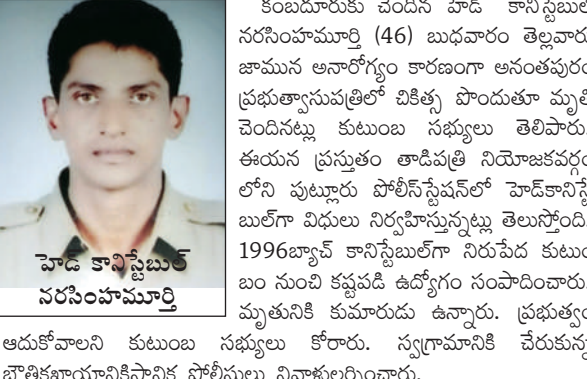 కంబదూరుకు చెందిన హెడ్ కానిస్టేబుల్
నరసింహమూర్తి (46) బుధవారం తెల్లవారు
జామున అనారోగ్యం కారణంగా అనంతపురం
ప్రభుత్వాసుపత్రిలో చికిత్స పొందుతూ మృతి
చెందినట్లు కుటుంబ సభ్యులు తెలిపారు.
ఈయన ప్రస్తుతం తాడిపత్రి నియోజకవర్గం
లోని పుట్లూరు పోలీస్‌స్టేషన్‌లో హెడ్‌కానిస్టే
బుల్‌గా విధులు నిర్వహిస్తున్నట్లు తెలుస్తోంది.
1996బ్యాచ్ కానిస్టేబుల్‌గా నిరుపేద కుటుం
బం నుంచి కష్టపడి ఉద్యోగం సంపాదించారు.
మృతునికి కుమారుడు ఉన్నారు. ప్రభుత్వం
ఆదుకోవాలని కుటుంబ సభ్యులు కోరారు. స్వగ్రామానికి చేరుకున్న
పోలీసులు నివాళులర్పించారు.
హెడ్ కానిస్టేబుల్
నరసింహమూర్తి